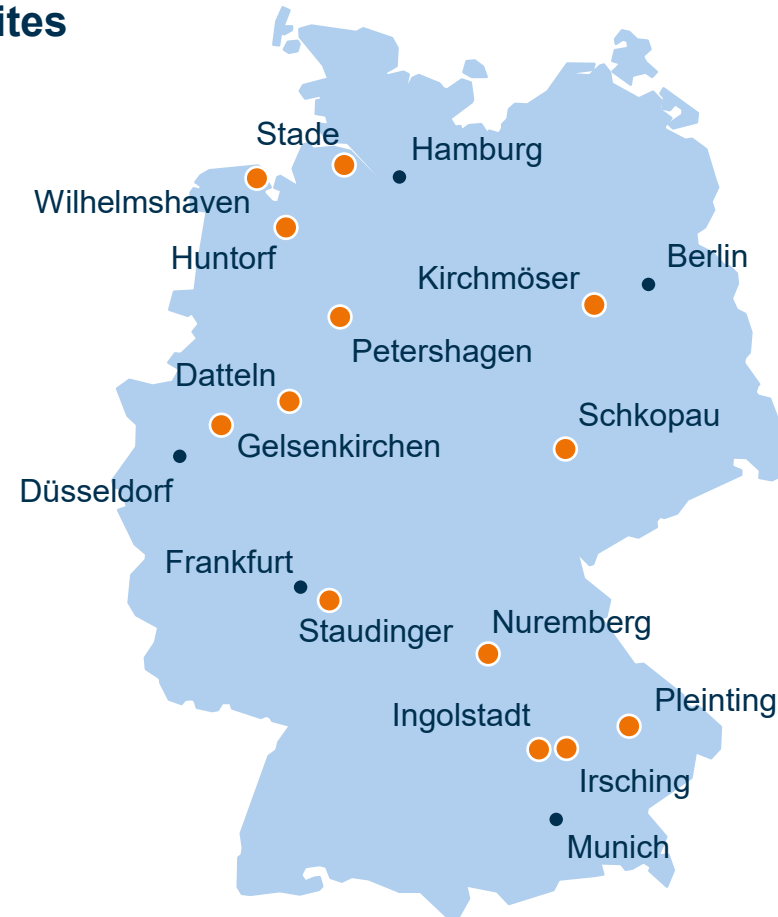 ites
Stade
Hamburg
Wilhelmshaven
Huntorf
Berlin
Kirchmöser
Petershagen
Datteln
Schkopau
Gelsenkirchen
Düsseldorf
Frankfurt
Nuremberg
Staudinger
Pleinting
Ingolstadt
Irsching
Munich